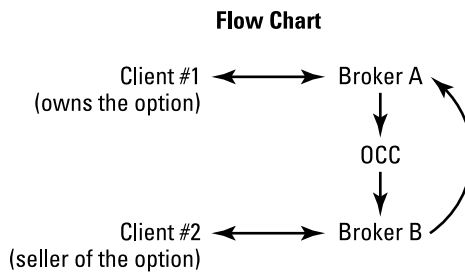 Flow Chart
Client #1 Broker A
(owns the option)
OCC
Client #2 Broker B
(seller of the option)